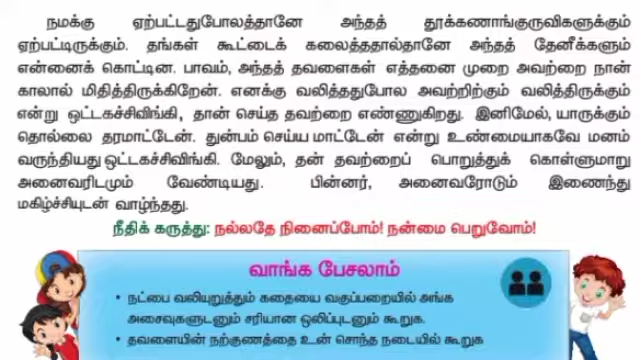 நமக்கு ஏற்பட்டதுபோலத்தானே அந்தத் தூக்கணாங்குருவிகளுக்கும்
ஏற்பட்டிருக்கும். தங்கள் கூட்டைக் கலைத்ததால்தானே அந்தத் தேனீக்களும்
என்னைக் கொட்டின. பாவம், அந்தத் தவளைகள் எத்தனை முறை அவற்றை நான்
காலால் மிதித்திருக்கிறேன். எனக்கு வலித்ததுபோல அவற்றிற்கும் வலித்திருக்கும்
என்று ஒட்டகச்சிவிங்கி, தான் செய்த தவற்றை எண்ணுகிறது. இனிமேல், யாருக்கும்
தொல்லை தரமாட்டேன். துன்பம் செய்ய மாட்டேன் என்று உண்மையாகவே மனம்
வருந்தியது ஒட்டகச்சிவிங்கி. மேலும், தன் தவற்றைப் பொறுத்துக் கொள்ளுமாறு
அனைவரிடமும் வேண்டியது. பின்னர், அனைவரோடும் இணைந்து
மகிழ்ச்சியுடன் வாழ்ந்தது.
நீதிக் கருத்து: நல்லதே நினைப்போம்! நன்மை பெறுவோம்!
வாங்க பேசலாம்
• நட்பை வலியுறுத்தும் கதையை வகுப்பறையில் அங்க
அசைவுகளுடனும் சரியான ஒலிப்புடனும் கூறுக.
• தவளையின் நற்குணத்தை உன் சொந்த நடையில் கூறுக